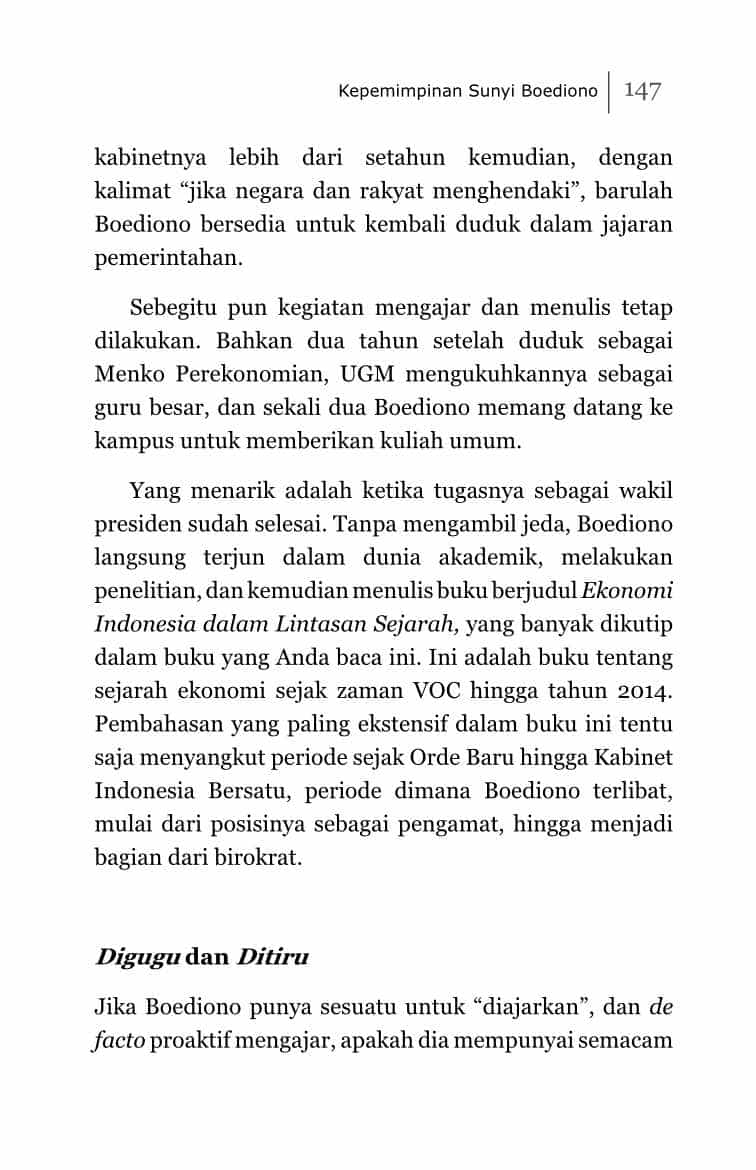 Kepemimpinan Sunyi Boediono 147
kabinetnya lebih dari setahun kemudian, dengan
kalimat “jika negara dan rakyat menghendaki”, barulah
Boediono bersedia untuk kembali duduk dalam jajaran
pemerintahan.
Sebegitu pun kegiatan mengajar dan menulis tetap
dilakukan. Bahkan dua tahun setelah duduk sebagai
Menko Perekonomian, UGM mengukuhkannya sebagai
guru besar, dan sekali dua Boediono memang datang ke
kampus untuk memberikan kuliah umum.
Yang menarik adalah ketika tugasnya sebagai wakil
presiden sudah selesai. Tanpa mengambil jeda, Boediono
langsung terjun dalam dunia akademik, melakukan
penelitian, dan kemudian menulis buku berjudul Ekonomi
Indonesia dalam Lintasan Sejarah, yang banyak dikutip
dalam buku yang Anda baca ini. Ini adalah buku tentang
sejarah ekonomi sejak zaman VOC hingga tahun 2014.
Pembahasan yang paling ekstensif dalam buku ini tentu
saja menyangkut periode sejak Orde Baru hingga Kabinet
Indonesia Bersatu, periode dimana Boediono terlibat,
mulai dari posisinya sebagai pengamat, hingga menjadi
bagian dari birokrat.
Digugu dan Ditiru
Jika Boediono punya sesuatu untuk “diajarkan”, dan de
facto proaktif mengajar, apakah dia mempunyai semacam